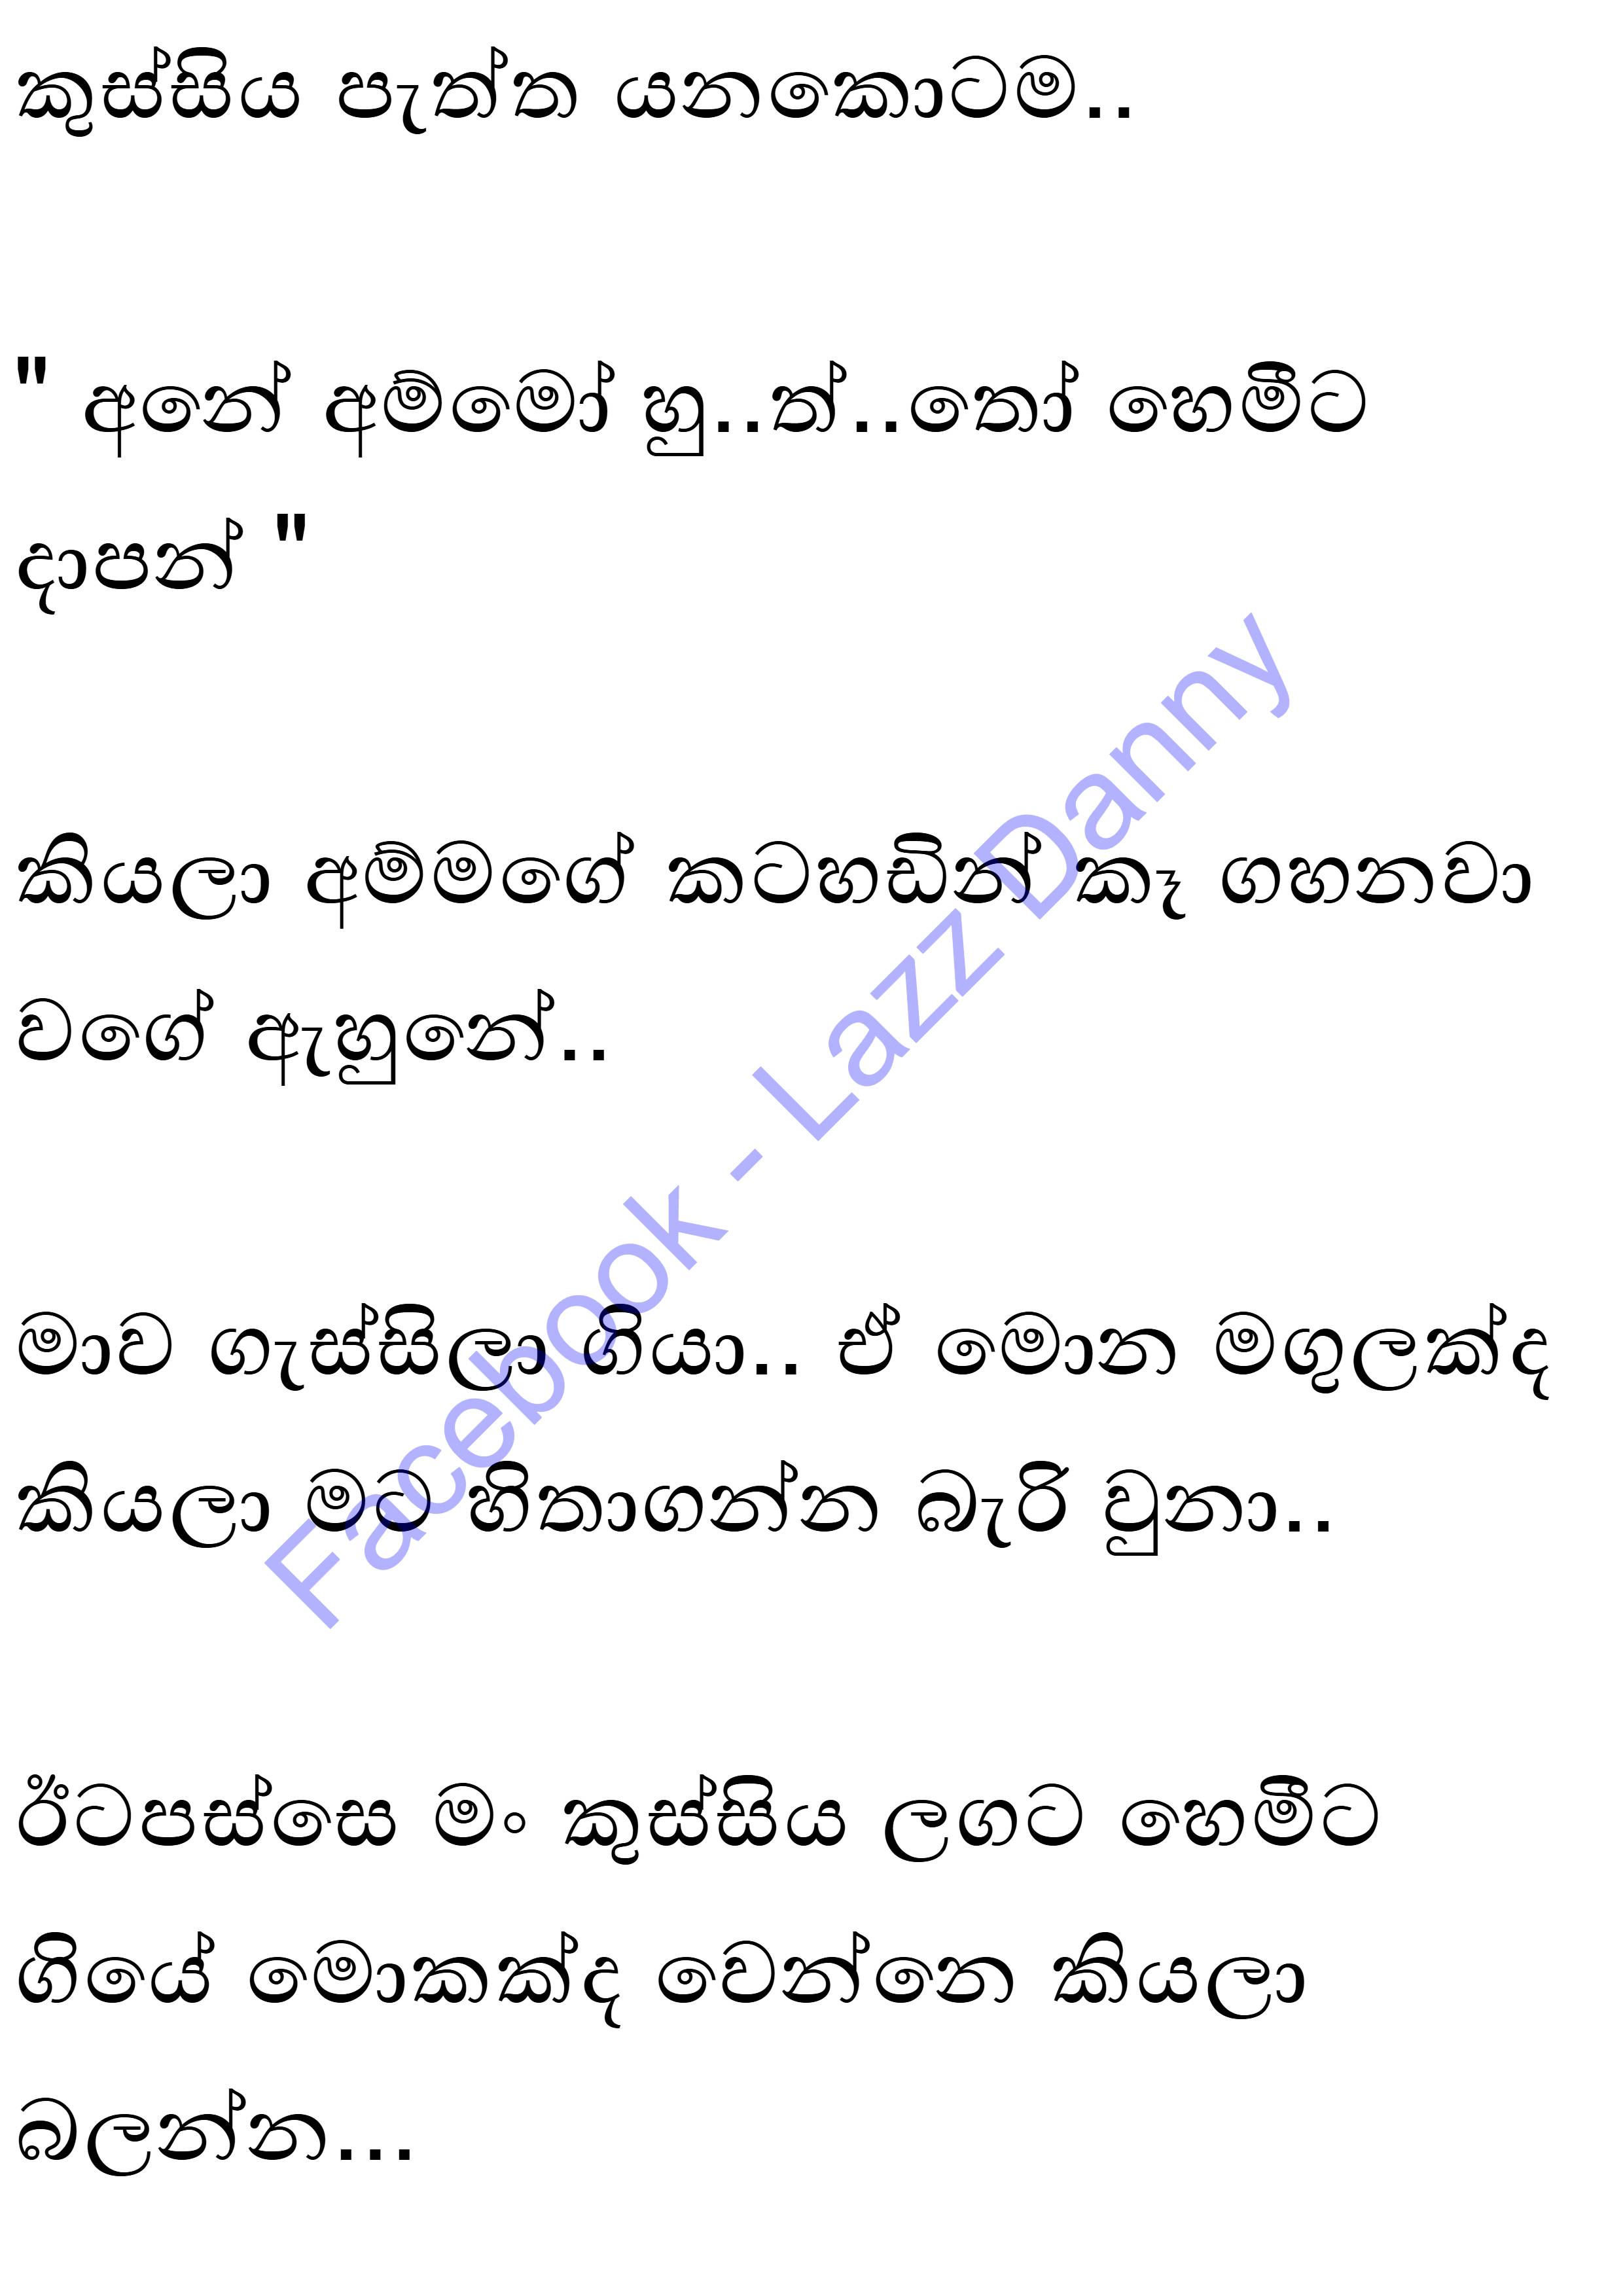 කුස්සිය පැත්ත යනකොටම..
" අනේ අම්මෝ හු..ත්..තෝ හෙමීට
දාපන් "
කියලා අම්මගේ කටහඬින් කෑ ගහනවා
වගේ ඇහුනේ..
මාව ගැස්සිලා ගියා.. ඒ මොන මගුලක්ද
කියලා මට හිතාගන්න බැරි වුනා..
ඊටපස්සෙ මං කුස්සිය ලගට හෙමීට
ගියේ මොකක්ද වෙන්නෙ කියලා
බලන්න...
Facebook - Lazz Danny